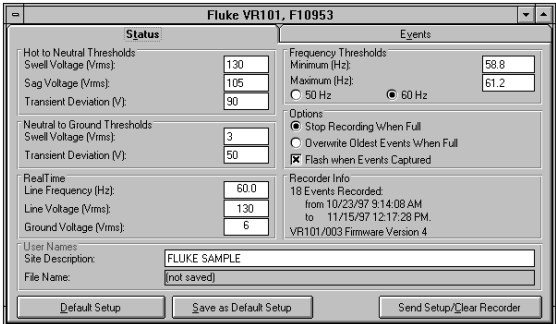 Fluke VR101, F10953
Status
Events
Hot to Neutral Thresholds
Swell Voltage (Vrms): 130
Sag Voltage (Vrms): 105
Transient Deviation (V): 90
Neutral to Ground Thresholds
Swell Voltage (Vrms): 3
Transient Deviation (V): 50
RealTime
Line Frequency (Hz): 60.0
Line Voltage (Vrms): 130
Ground Voltage (Vrms): 6
Frequency Thresholds
Minimum (Hz): 58.8
Maximum (Hz): 61.2
50 Hz 60 Hz
Options
Stop Recording When Full
Overwrite Oldest Events When Full
Flash when Events Captured
Recorder Info
18 Events Recorded:
from 10/23/97 9:14:08 AM
to 11/15/97 12:17:28 PM.
VR101/003 Firmware Version 4
User Names
Site Description: FLUKE SAMPLE
File Name: (not saved)
Default Setup
Save as Default Setup
Send Setup/Clear Recorder